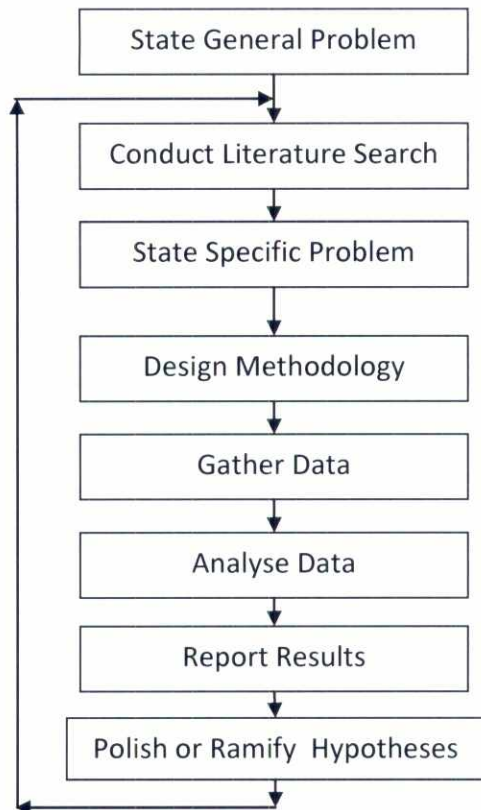 State General Problem
Conduct Literature Search
State Specific Problem
Design Methodology
Gather Data
Analyse Data
Report Results
Polish or Ramify Hypotheses